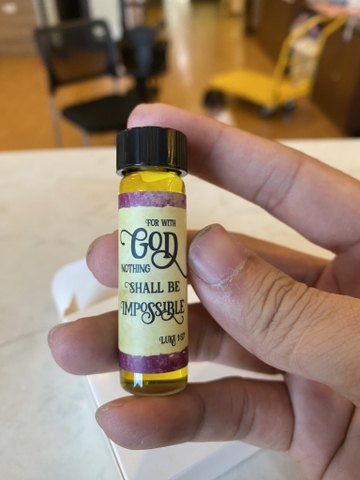 FOR WITH
GOD
NOTHING
SHALL BE
IMPOSSIBLE
LUKE 1:37